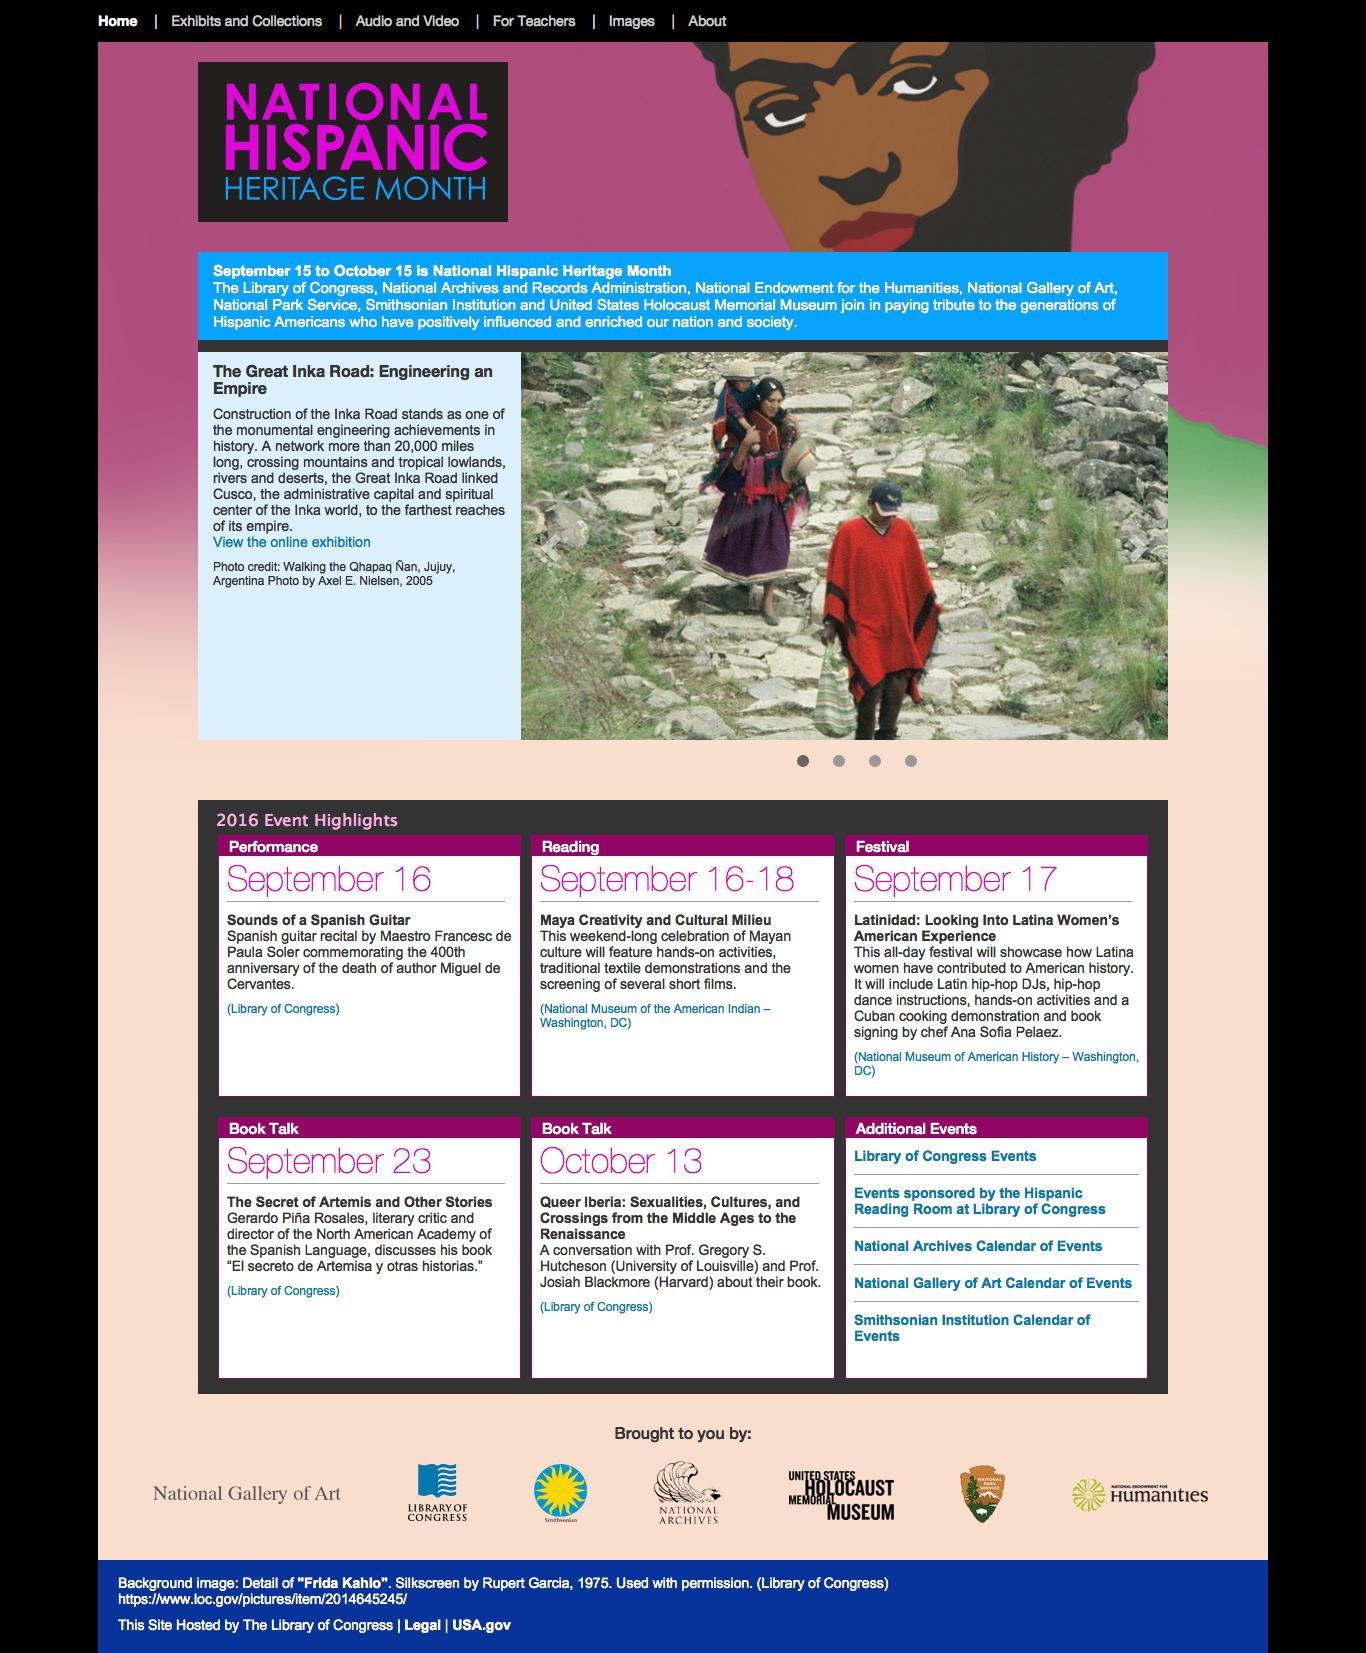 Home | Exhibits and Collections | Audio and Video | For Teachers | Images | About
NATIONAL
HISPANIC
HERITAGE MONTH
September 15 to October 15 is National Hispanic Heritage Month
The Library of Congress, National Archives and Records Administration, National Endowment for the Humanities, National Gallery of Art,
National Park Service, Smithsonian Institution and United States Holocaust Memorial Museum join in paying tribute to the generations of
Hispanic Americans who have positively influenced and enriched our nation and society.
The Great Inka Road: Engineering an
Empire
Construction of the Inka Road stands as one of
the monumental engineering achievements in
history. A network more than 20,000 miles
long, crossing mountains and tropical lowlands,
rivers and deserts, the Great Inka Road linked
Cusco, the administrative capital and spiritual
center of the Inka world, to the farthest reaches
of its empire.
View the online exhibition
Photo credit: Walking the Qhapaq Ñan, Jujuy,
Argentina Photo by Axel E. Nielsen, 2005
2016 Event Highlights
Performance
September 16
Sounds of a Spanish Guitar
Spanish guitar recital by Maestro Francesc de
Paula Soler commemorating the 400th
anniversary of the death of author Miguel de
Cervantes.
(Library of Congress)
Reading
September 16-18
Maya Creativity and Cultural Milieu
This weekend-long celebration of Mayan
culture will feature hands-on activities,
traditional textile demonstrations and the
screening of several short films.
(National Museum of the American Indian –
Washington, DC)
Festival
September 17
Latinidad: Looking Into Latina Women’s
American Experience
This all-day festival will showcase how Latina
women have contributed to American history.
It will include Latin hip-hop DJs, hip-hop
dance instructions, hands-on activities and a
Cuban cooking demonstration and book
signing by chef Ana Sofia Pelaez.
(National Museum of American History – Washington,
DC)
Book Talk
September 23
The Secret of Artemis and Other Stories
Gerardo Piña Rosales, literary critic and
director of the North American Academy of
the Spanish Language, discusses his book
“El secreto de Artemisa y otras historias.”
(Library of Congress)
Book Talk
October 13
Queer Iberia: Sexualities, Cultures, and
Crossings from the Middle Ages to the
Renaissance
A conversation with Prof. Gregory S.
Hutcheson (University of Louisville) and Prof.
Josiah Blackmore (Harvard) about their book.
(Library of Congress)
Additional Events
Library of Congress Events
Events sponsored by the Hispanic
Reading Room at Library of Congress
National Archives Calendar of Events
National Gallery of Art Calendar of Events
Smithsonian Institution Calendar of
Events
Brought to you by:
National Gallery of Art
LIBRARY OF
CONGRESS
Smithsonian
NATIONAL
ARCHIVES
UNITED STATES
HOLOCAUST
MEMORIAL
MUSEUM
NATIONAL
PARK
SERVICE
NATIONAL ENDOWMENT FOR THE
Humanities
Background image: Detail of "Frida Kahlo". Silkscreen by Rupert Garcia, 1975. Used with permission. (Library of Congress)
https://www.loc.gov/pictures/item/2014645245/
This Site Hosted by The Library of Congress | Legal | USA.gov